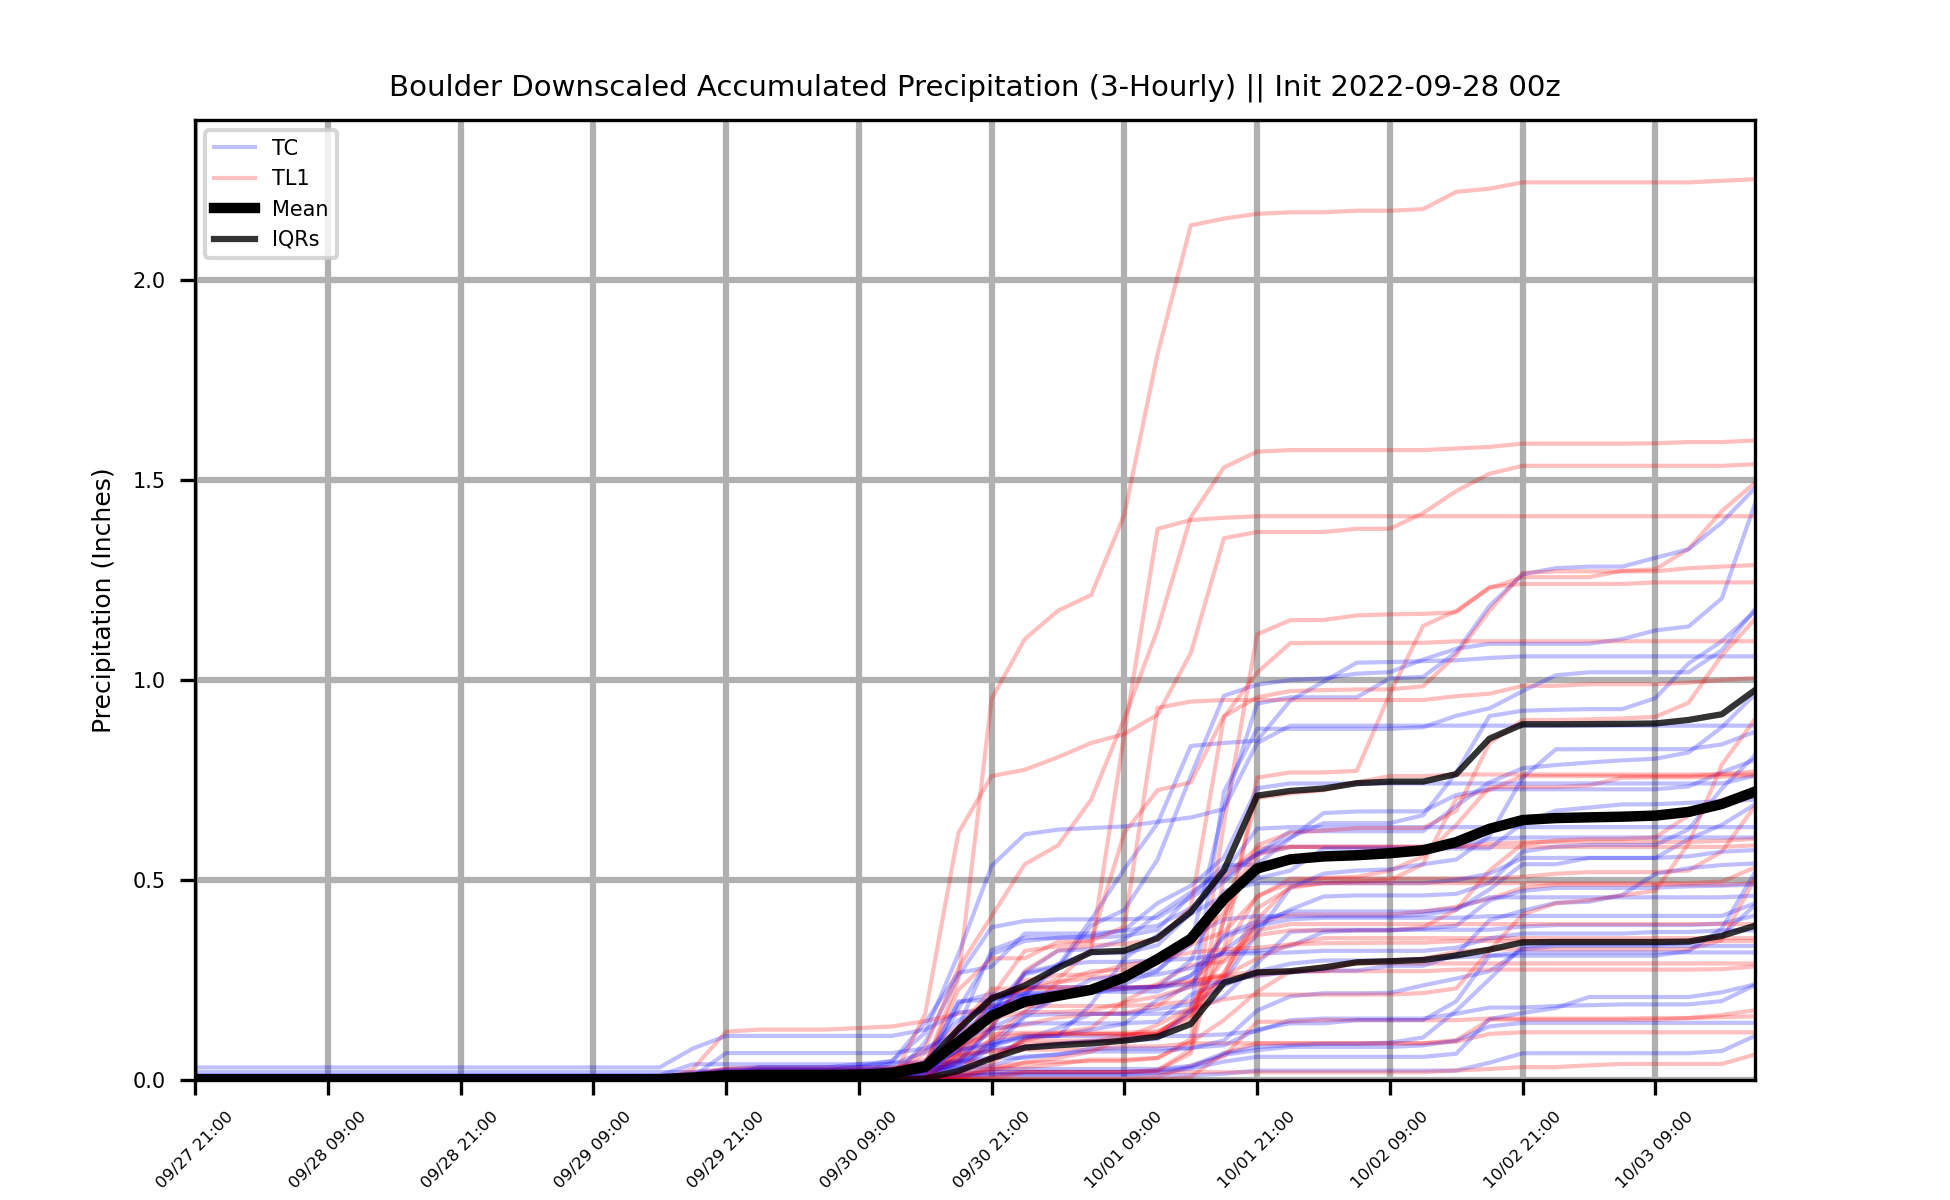 Boulder Downscaled Accumulated Precipitation (3-Hourly) || Init 2022-09-28 00z
TC
TL1
Mean
IQRs
Precipitation (Inches)
2.0
1.5
1.0
0.5
0.0
09/27 21:00
09/28 09:00
09/28 21:00
09/29 09:00
09/29 21:00
09/30 09:00
09/30 21:00
10/01 09:00
10/01 21:00
10/02 09:00
10/02 21:00
10/03 09:00